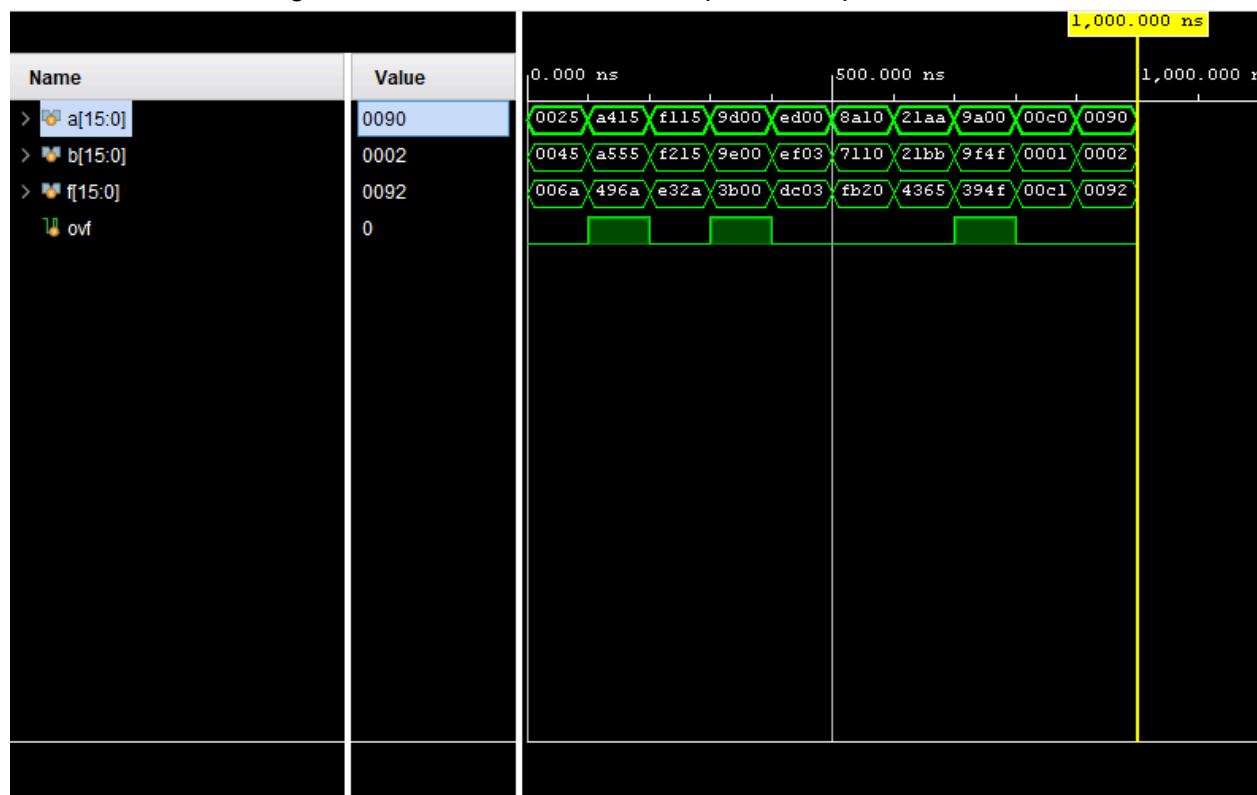 1,000.000 ns
Name
Value
0.000 ns
500.000 ns
1,000.000 n
a[15:0]
0090
0025 a415 f115 9d00 ed00 8a10 21aa 9a00 00c0 0090
b[15:0]
0002
0045 a555 f215 9e00 ef03 7110 21bb 9f4f 0001 0002
f[15:0]
0092
006a 496a e32a 3b00 dc03 fb20 4365 394f 00c1 0092
ovf
0